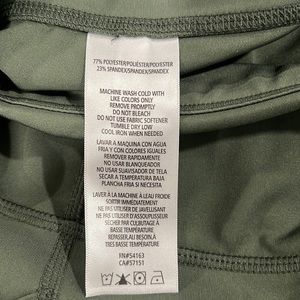 77% POLYESTER/POLIÉSTER/POLYESTER
23% SPANDEX/SPANDEX/SPANDEX
MACHINE WASH COLD WITH
LIKE COLORS ONLY
REMOVE PROMPTLY
DO NOT BLEACH
DO NOT USE FABRIC SOFTENER
TUMBLE DRY LOW
COOL IRON WHEN NEEDED
LAVAR A MAQUINA CON AGUA
FRIA Y CON COLORES IGUALES
REMOVER RAPIDAMENTE
NO USAR BLANQUEADOR
NO USAR SUAVISADOR DE TELA
SECAR A TEMPERATURA BAJA
PLANCHA FRIA SI ES NECESARIO
LAVER À LA MACHINE À L'EAU FROIDE
SORTIR IMMÉDIATEMENT
NE PAS UTILISER DE JAVELLISANT
NE PAS UTILISER D'ASSOUPLISSEUR
SÉCHER PAR CULBUTAGE À
BASSE TEMPÉRATURE
REPASSER, AU BESOIN, À
TRÈS BASSE TEMPÉRATURE
RN#54163
CA#57151